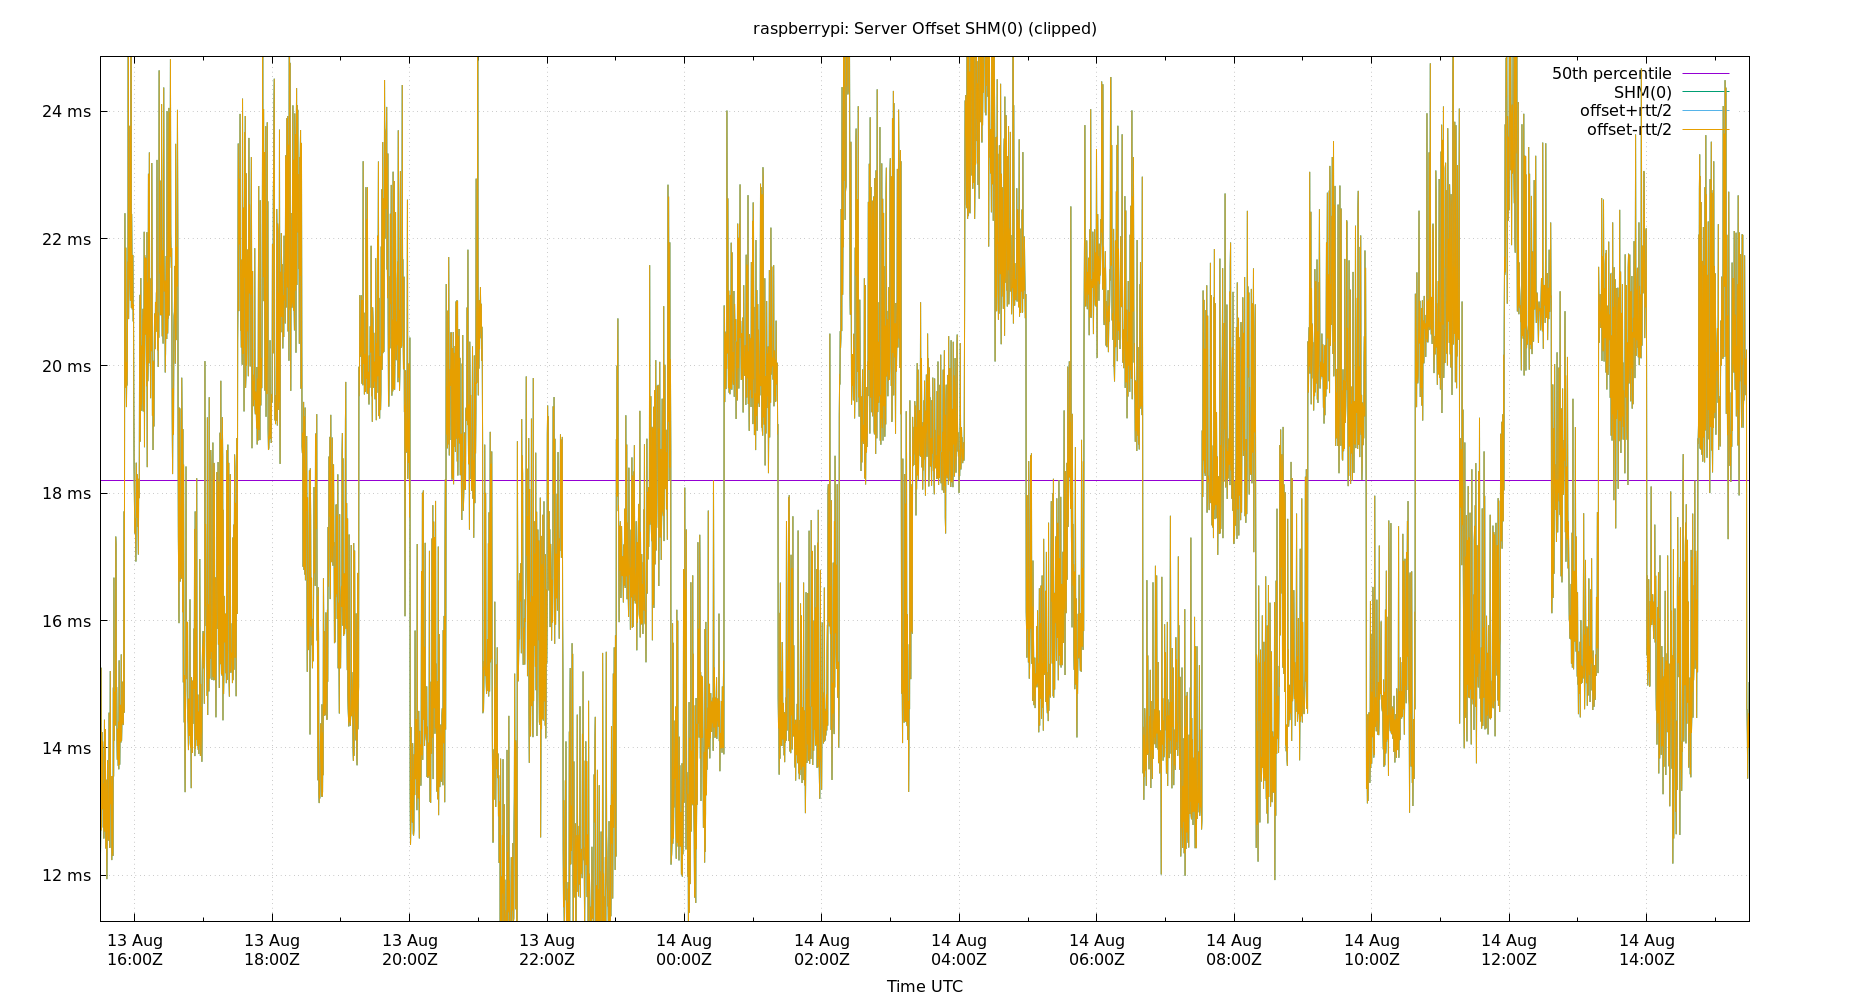 raspberrypi: Server Offset SHM(0) (clipped)
50th percentile
SHM(0)
offset+rtt/2
offset-rtt/2
24 ms
22 ms
20 ms
18 ms
16 ms
14 ms
12 ms
13 Aug 13 Aug 13 Aug 13 Aug 14 Aug 14 Aug 14 Aug 14 Aug 14 Aug 14 Aug 14 Aug 14 Aug
16:00Z 18:00Z 20:00Z 22:00Z 00:00Z 02:00Z 04:00Z 06:00Z 08:00Z 10:00Z 12:00Z 14:00Z
Time UTC